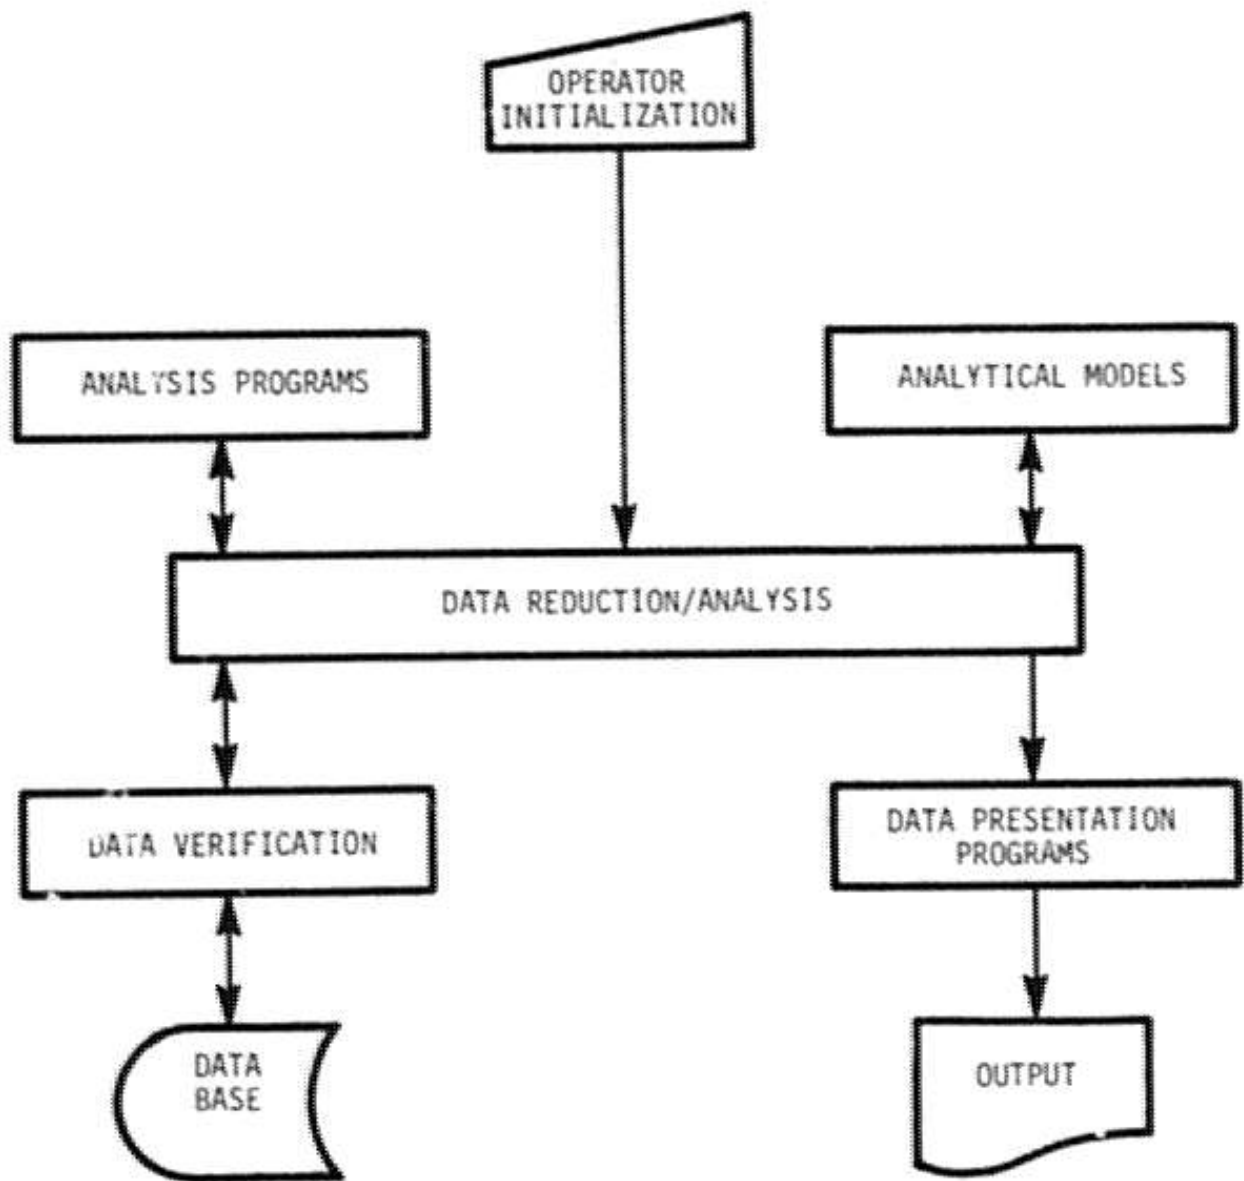 OPERATOR
INITIALIZATION
ANALYSIS PROGRAMS
ANALYTICAL MODELS
DATA REDUCTION/ANALYSIS
DATA VERIFICATION
DATA PRESENTATION
PROGRAMS
DATA
BASE
OUTPUT